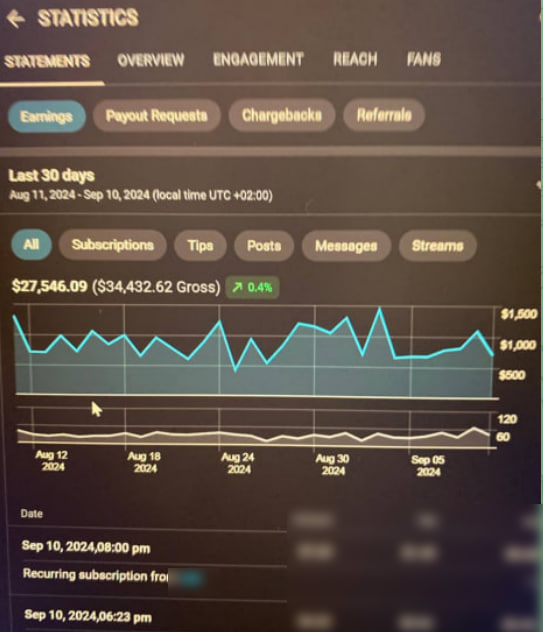 ← STATISTICS
STATEMENTS OVERVIEW ENGAGEMENT REACH FANS
Earnings Payout Requests Chargebacks Referrals
Last 30 days
Aug 11, 2024 - Sep 10, 2024 (local time UTC +02:00)
All Subscriptions Tips Posts Messages Streams
$27,546.09 ($34,432.62 Gross) ↗ 0.4%
$1,500
$1,000
$500
120
60
Aug 12 Aug 18 Aug 24 Aug 30 Sep 05
2024 2024 2024 2024 2024
Date
Sep 10, 2024,08:00 pm
Recurring subscription from
Sep 10, 2024,06:23 pm